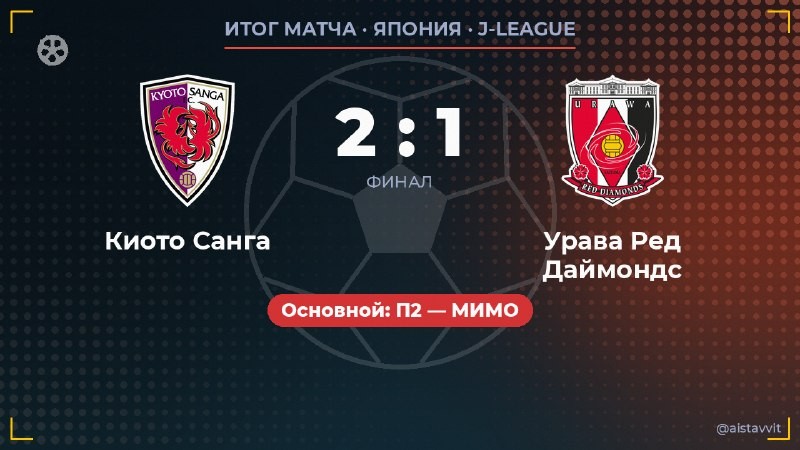 ИТОГ МАТЧА · ЯПОНИЯ · J-LEAGUE
KYOTO SANGA
F.C.
URAWA
RED DIAMONDS
2 : 1
ФИНАЛ
Киото Санга
Урава Ред
Даймондс
Основной: П2 — МИМО
@aistavvit